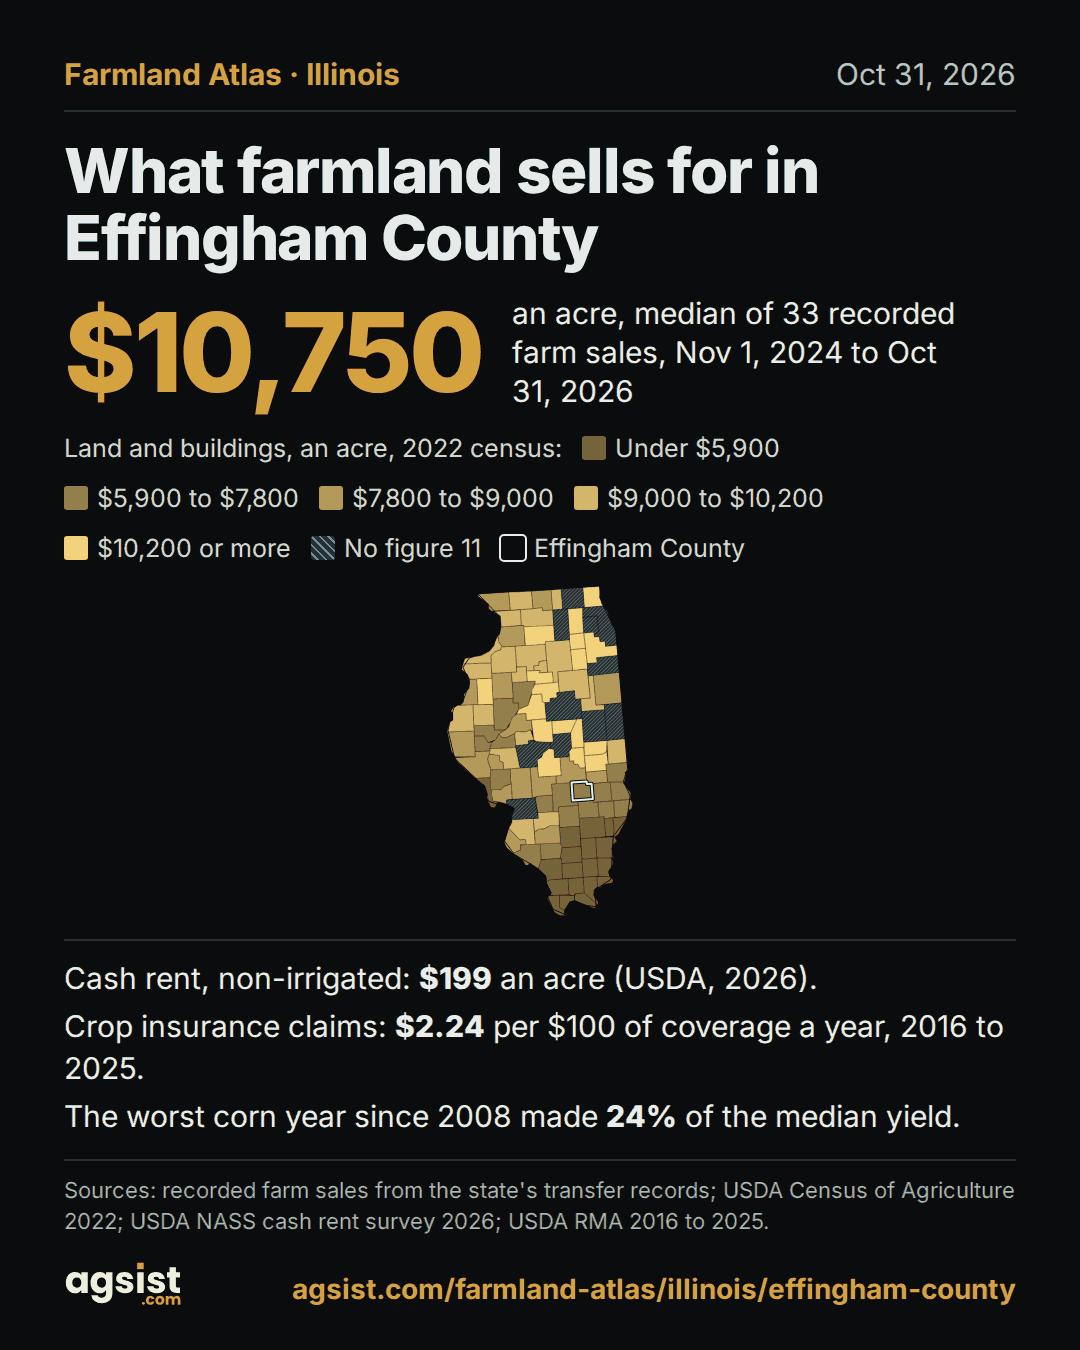 Farmland Atlas · Illinois
Oct 31, 2026
What farmland sells for in
Effingham County
$10,750
an acre, median of 33 recorded
farm sales, Nov 1, 2024 to Oct
31, 2026
Land and buildings, an acre, 2022 census: Under $5,900
$5,900 to $7,800 $7,800 to $9,000 $9,000 to $10,200
$10,200 or more No figure 11 Effingham County
Cash rent, non-irrigated: $199 an acre (USDA, 2026).
Crop insurance claims: $2.24 per $100 of coverage a year, 2016 to
2025.
The worst corn year since 2008 made 24% of the median yield.
Sources: recorded farm sales from the state's transfer records; USDA Census of Agriculture
2022; USDA NASS cash rent survey 2026; USDA RMA 2016 to 2025.
agsist
.com
agsist.com/farmland-atlas/illinois/effingham-county